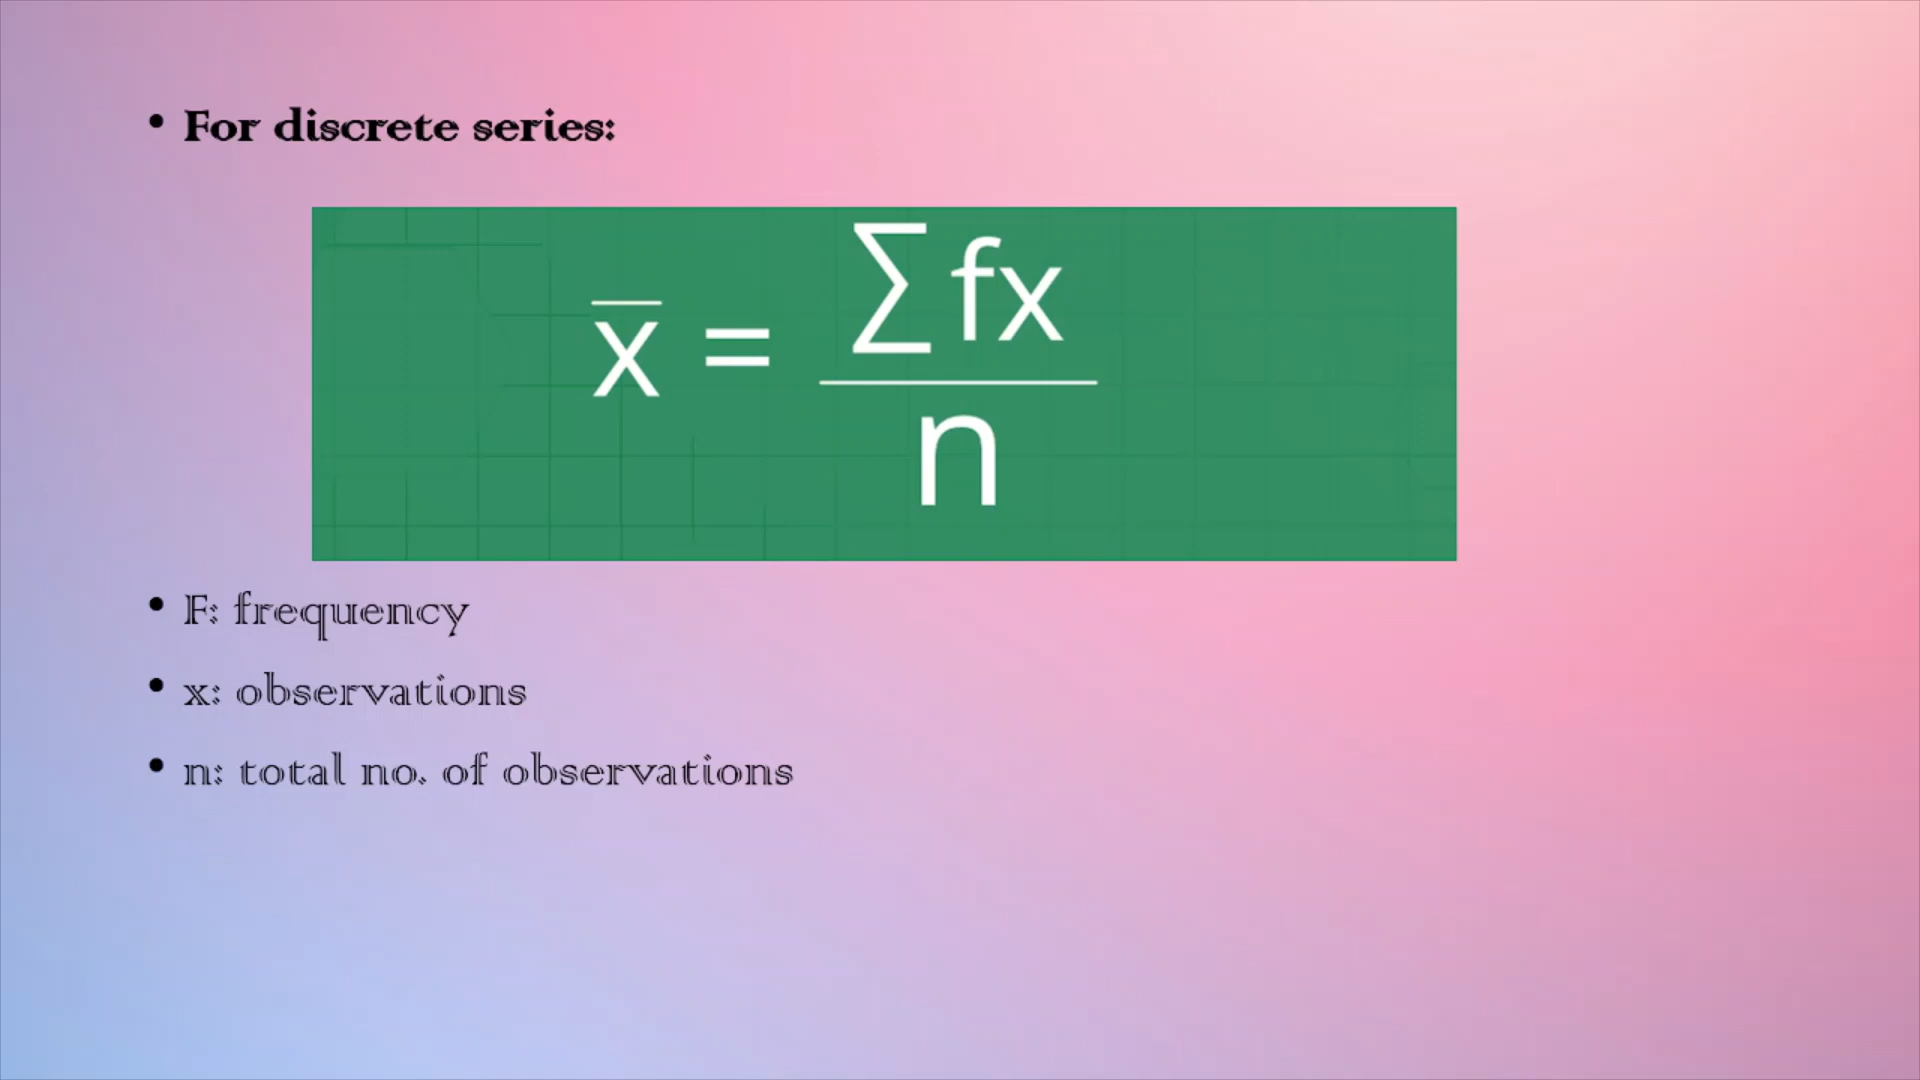 • For discrete series:
x̄ = ∑fx / n
• F: frequency
• x: observations
• n: total no. of observations